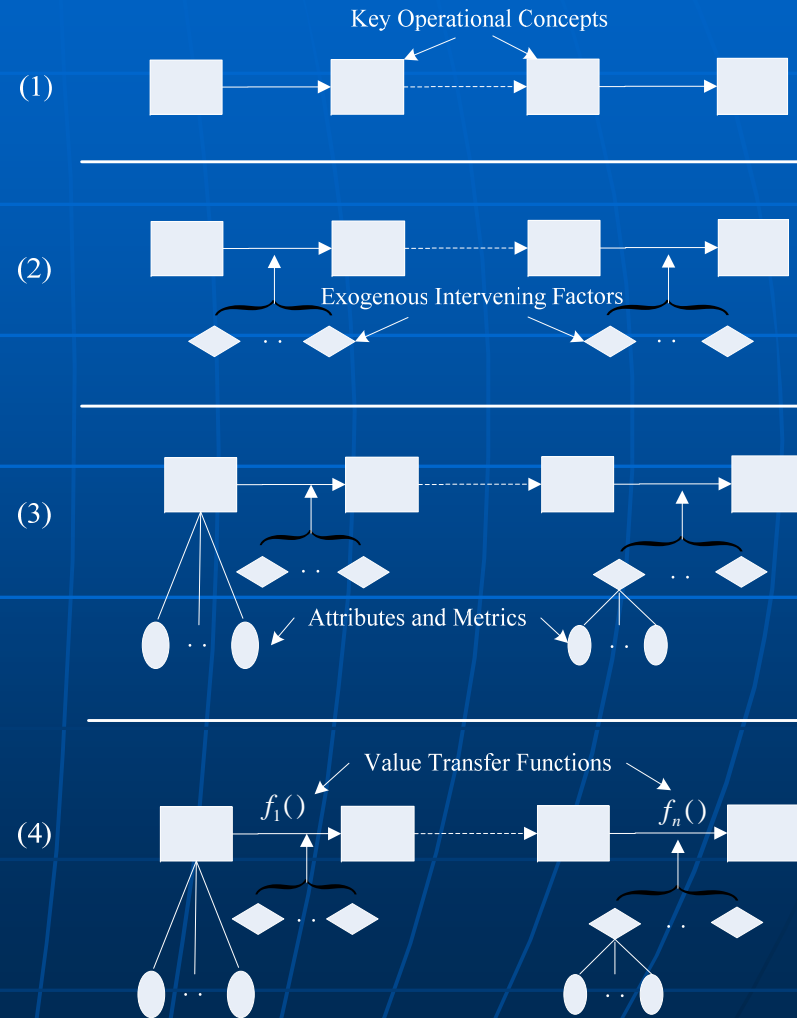 Key Operational Concepts
(1)
(2)
Exogenous Intervening Factors
. .
. .
(3)
. .
. .
Attributes and Metrics
. .
. .
Value Transfer Functions
f1()
fn()
(4)
. .
. .
. .
. .